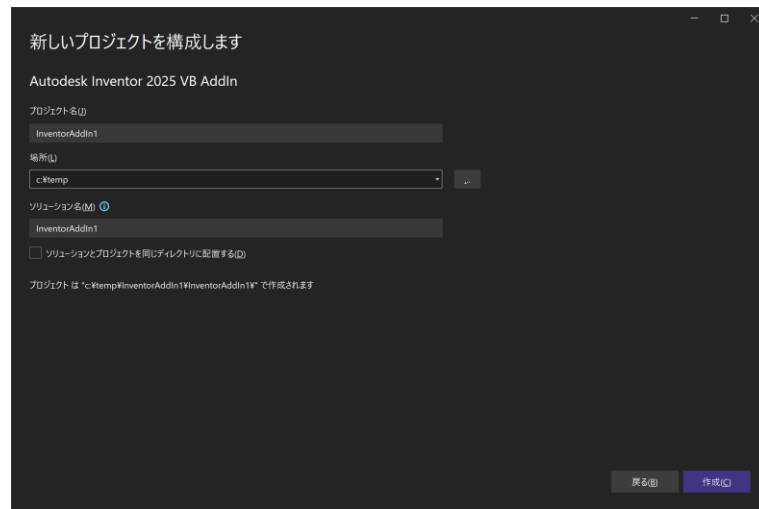 新しいプロジェクトを構成します
Autodesk Inventor 2025 VB AddIn
プロジェクト名(J)
InventorAddIn1
場所(L)
c:¥temp
...
ソリューション名(M)
InventorAddIn1
ソリューションとプロジェクトを同じディレクトリに配置する(D)
プロジェクト は "c:¥temp¥InventorAddIn1¥InventorAddIn1¥" で作成されます
戻る(B) 作成(C)